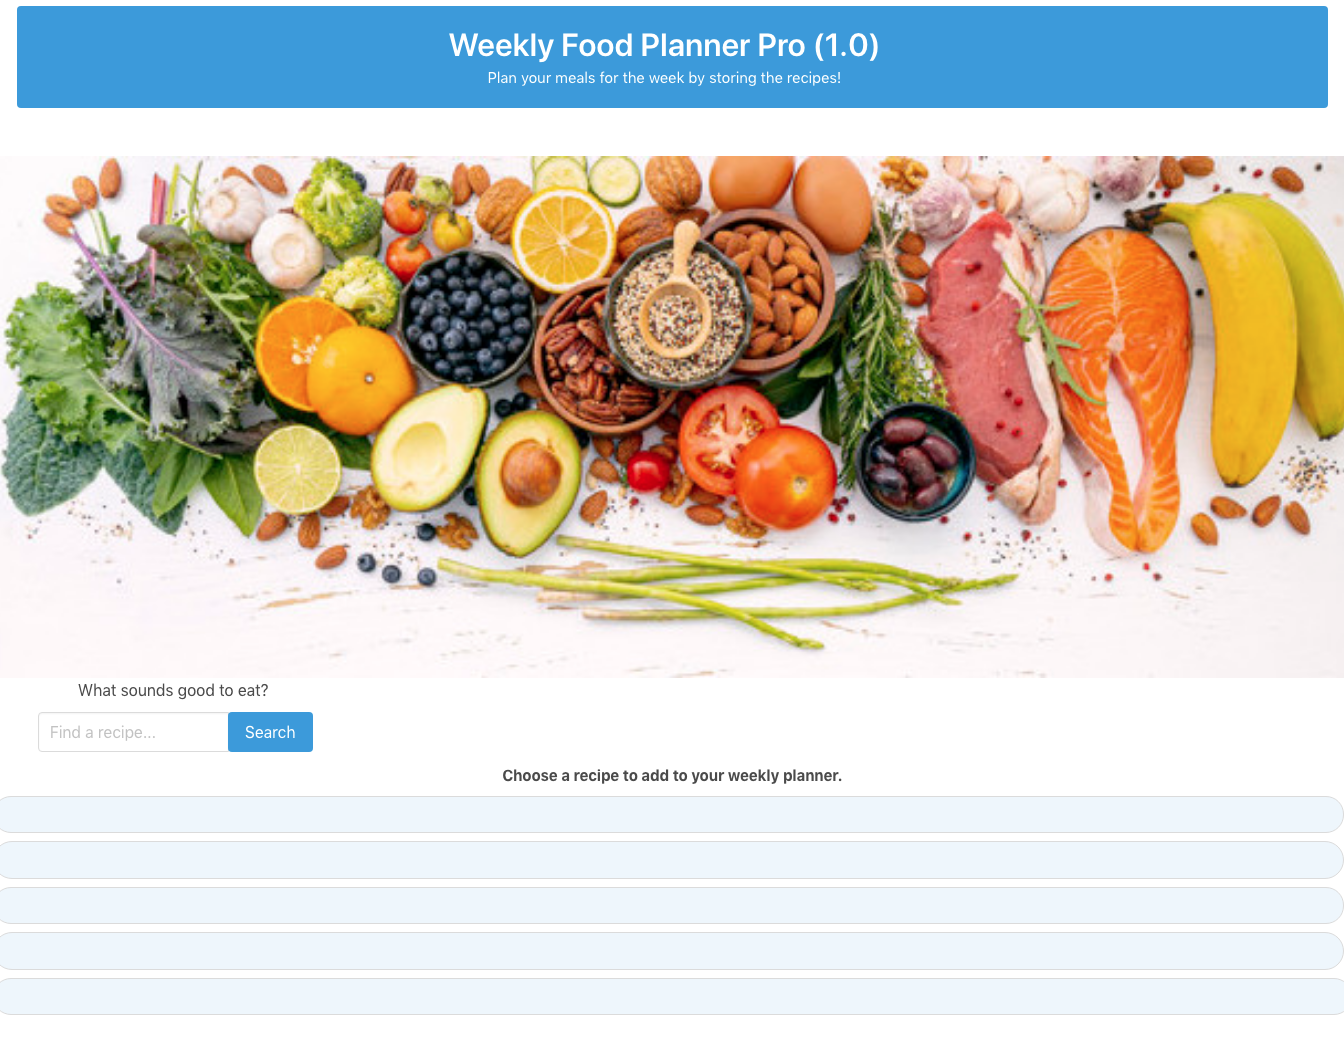 Weekly Food Planner Pro (1.0)
Plan your meals for the week by storing the recipes!
What sounds good to eat?
Find a recipe...
Search
Choose a recipe to add to your weekly planner.